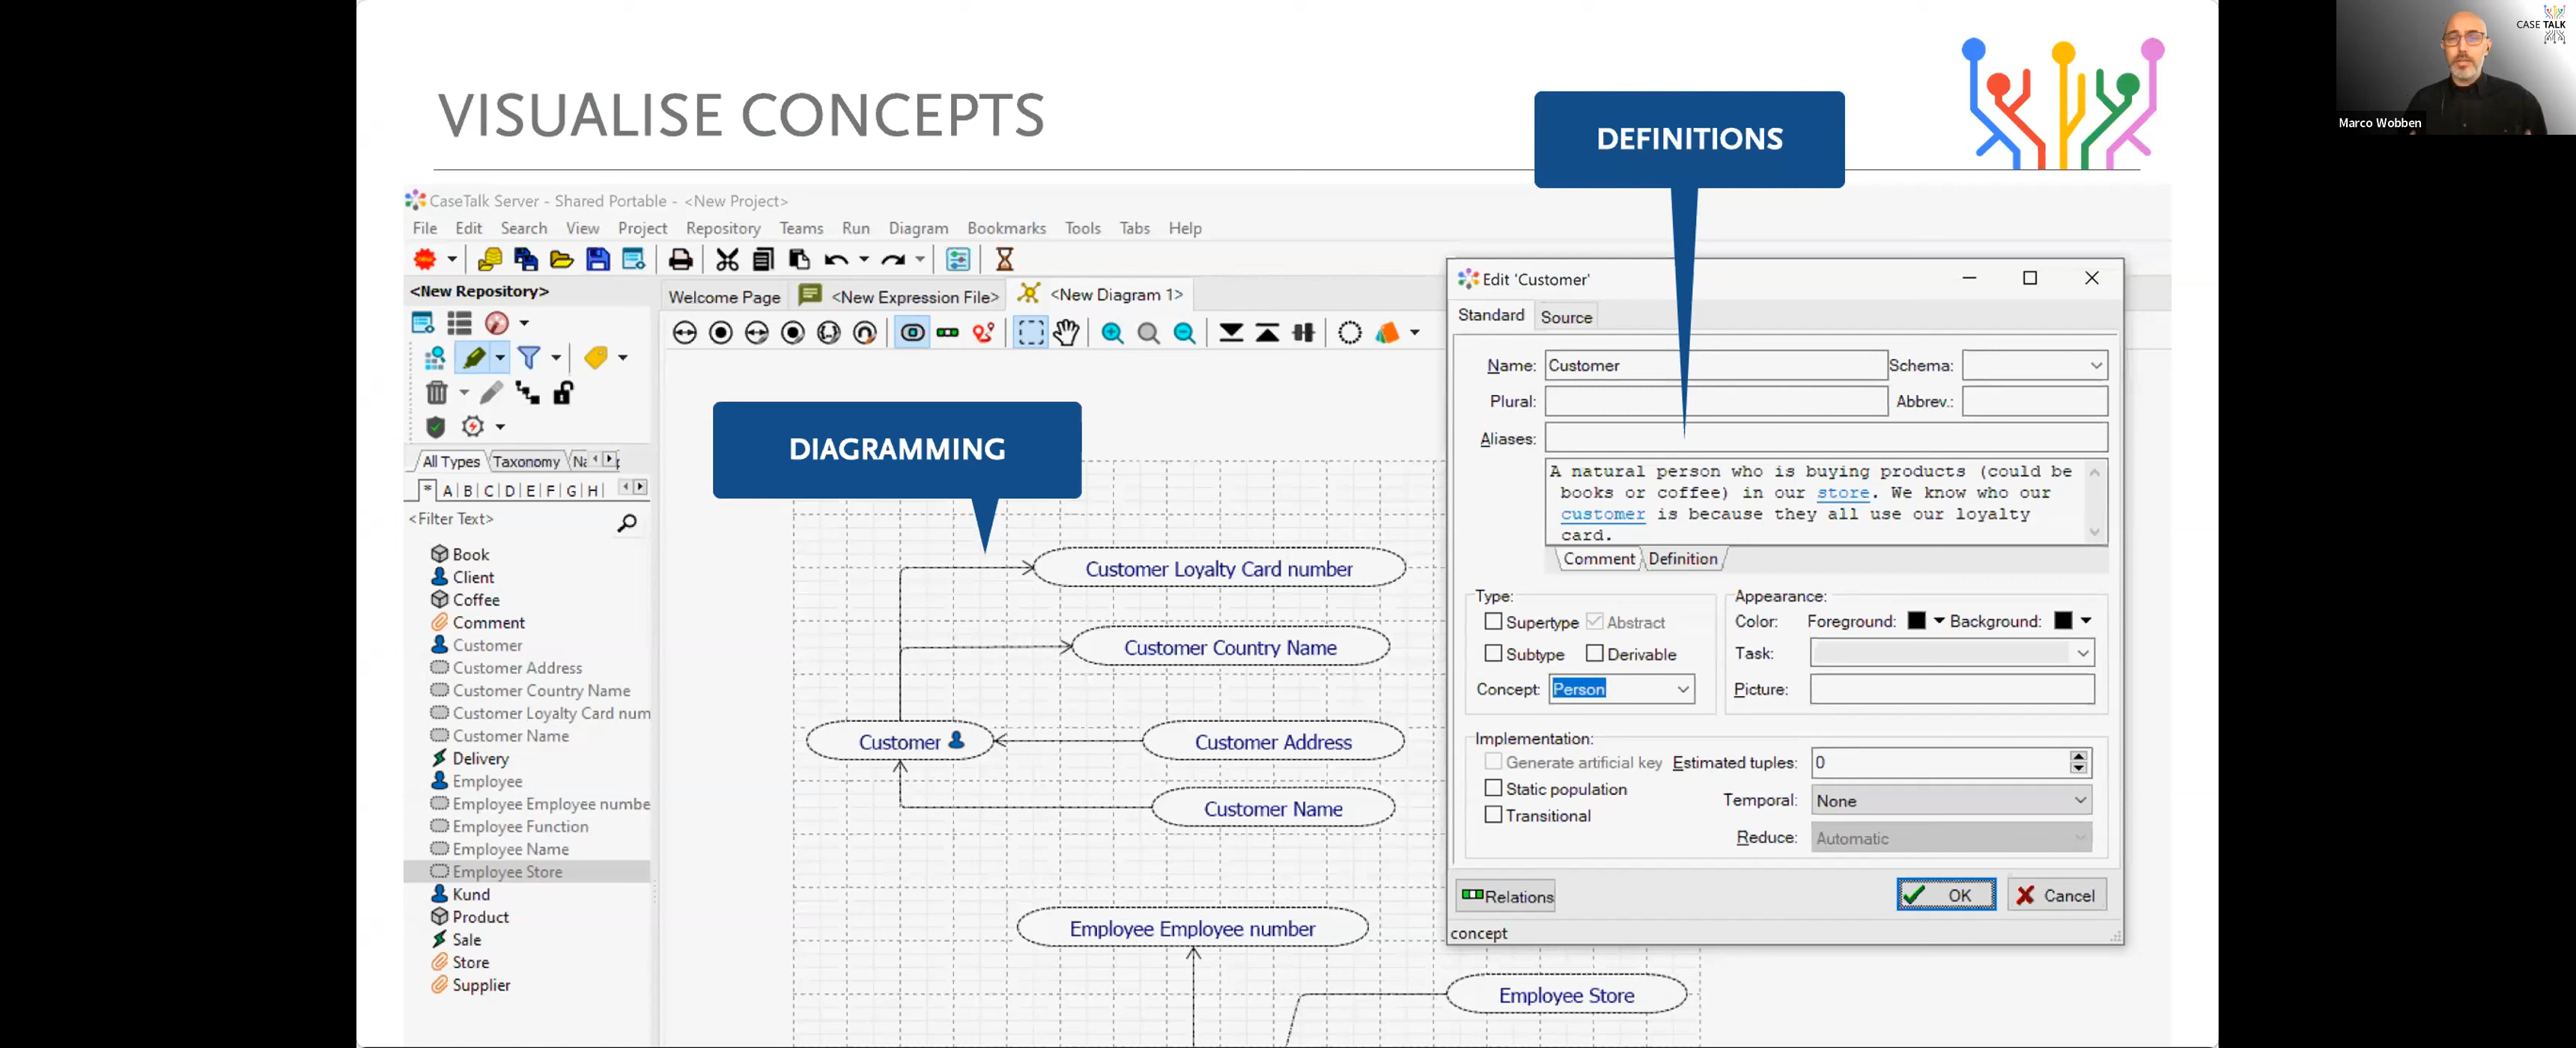 VISUALISE CONCEPTS
DEFINITIONS
CASE TALK
Marco Wobben
CaseTalk Server - Shared Portable - <New Project>
File Edit Search View Project Repository Teams Run Diagram Bookmarks Tools Tabs Help
<New Repository>
Welcome Page <New Expression File> <New Diagram 1>
All Types Taxonomy
* A B C D E F G H
<Filter Text>
Book
Client
Coffee
Comment
Customer
Customer Address
Customer Country Name
Customer Loyalty Card num
Customer Name
Delivery
Employee
Employee Employee numbe
Employee Function
Employee Name
Employee Store
Kund
Product
Sale
Store
Supplier
DIAGRAMMING
Customer Loyalty Card number
Customer Country Name
Customer
Customer Address
Customer Name
Employee Employee number
Employee Store
Edit 'Customer'
Standard Source
Name: Customer Schema:
Plural: Abbrev.:
Aliases:
A natural person who is buying products (could be
books or coffee) in our store. We know who our
customer is because they all use our loyalty
card.
Comment Definition
Type: Appearance:
Supertype Abstract Color: Foreground: Background:
Subtype Derivable Task:
Concept: Person Picture:
Implementation:
Generate artificial key Estimated tuples: 0
Static population Temporal: None
Transitional
Reduce: Automatic
Relations OK Cancel
concept